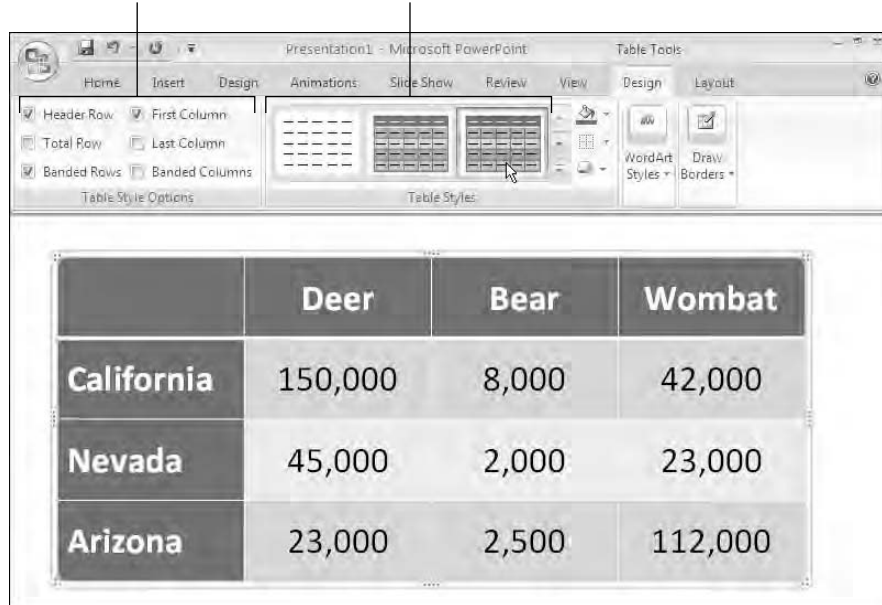 Presentation1 - Microsoft PowerPoint Table Tools
Home Insert Design Animations Slide Show Review View Design Layout
Header Row First Column
Total Row Last Column
Banded Rows Banded Columns
Table Style Options
Table Styles
WordArt Styles
Draw Borders
Deer Bear Wombat
California 150,000 8,000 42,000
Nevada 45,000 2,000 23,000
Arizona 23,000 2,500 112,000